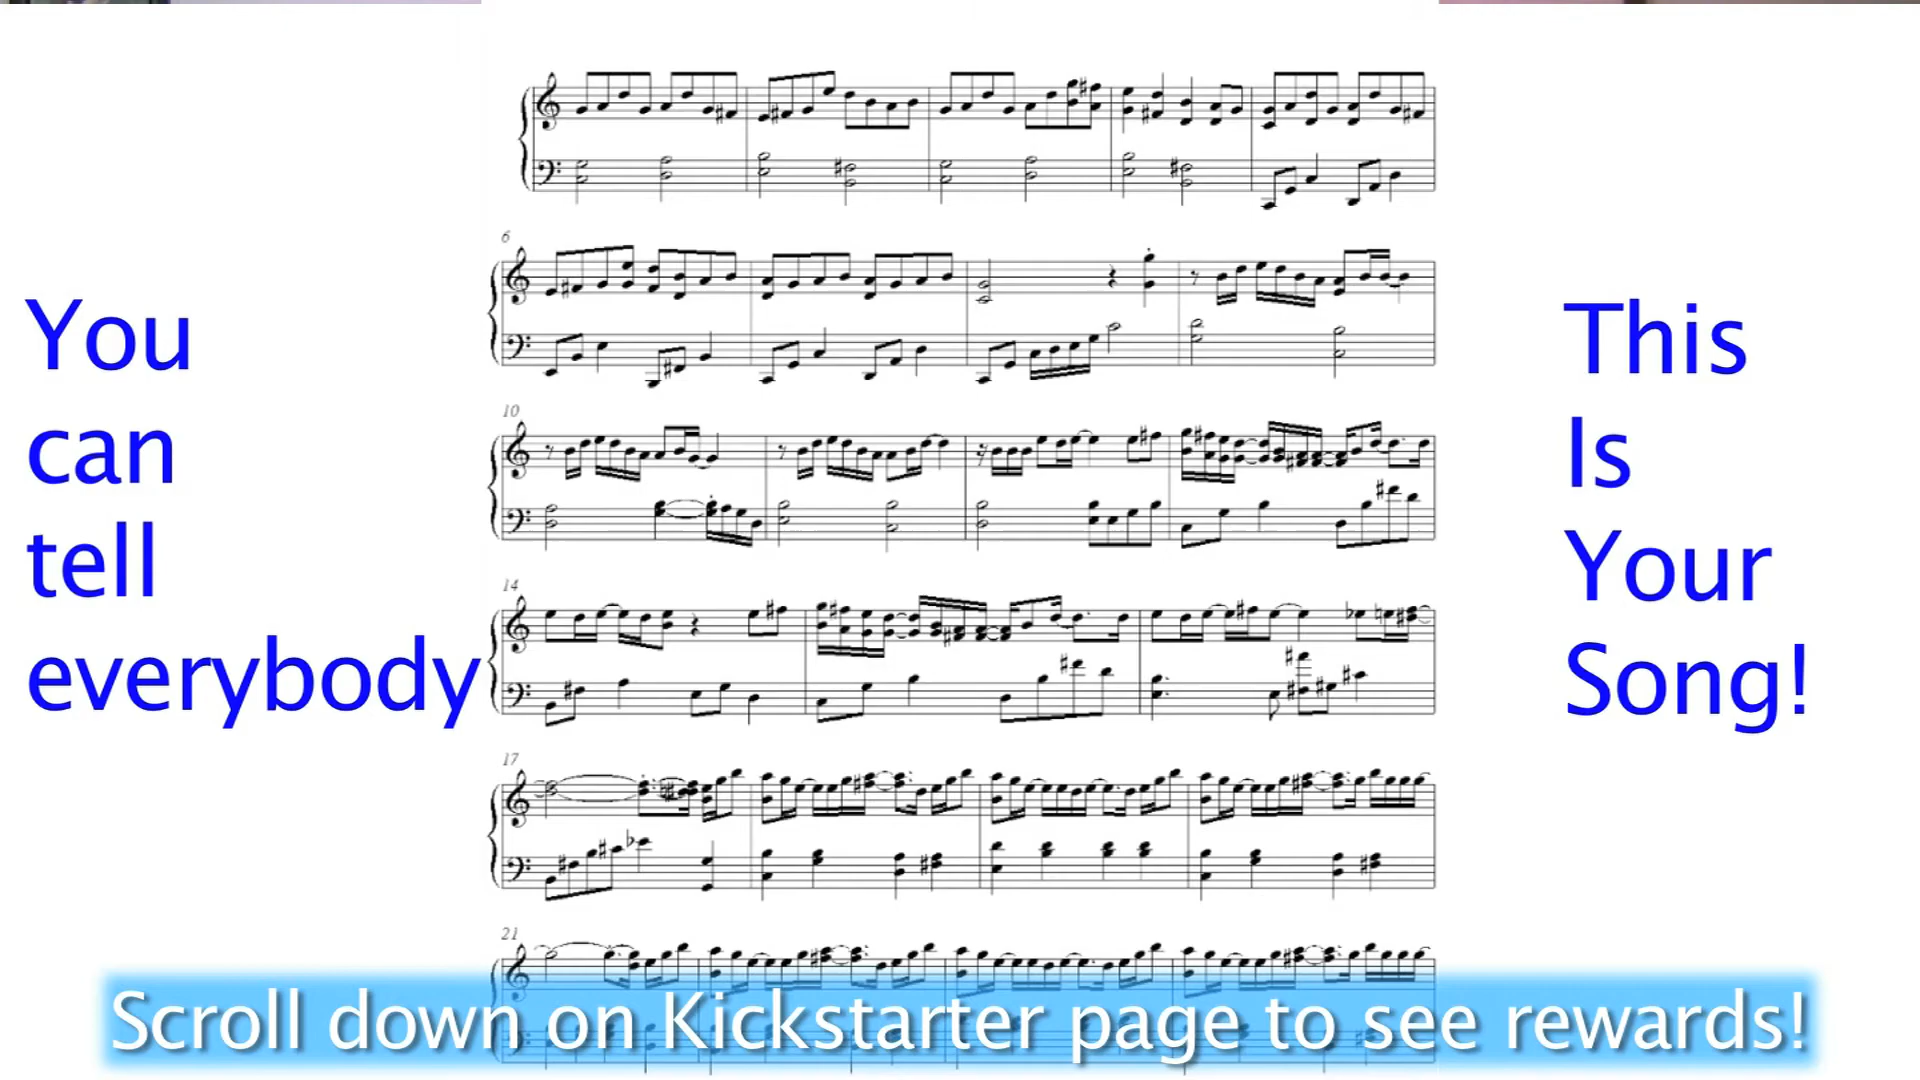 You
can
tell
everybody
This
Is
Your
Song!
6
10
14
17
21
Scroll down on Kickstarter page to see rewards!